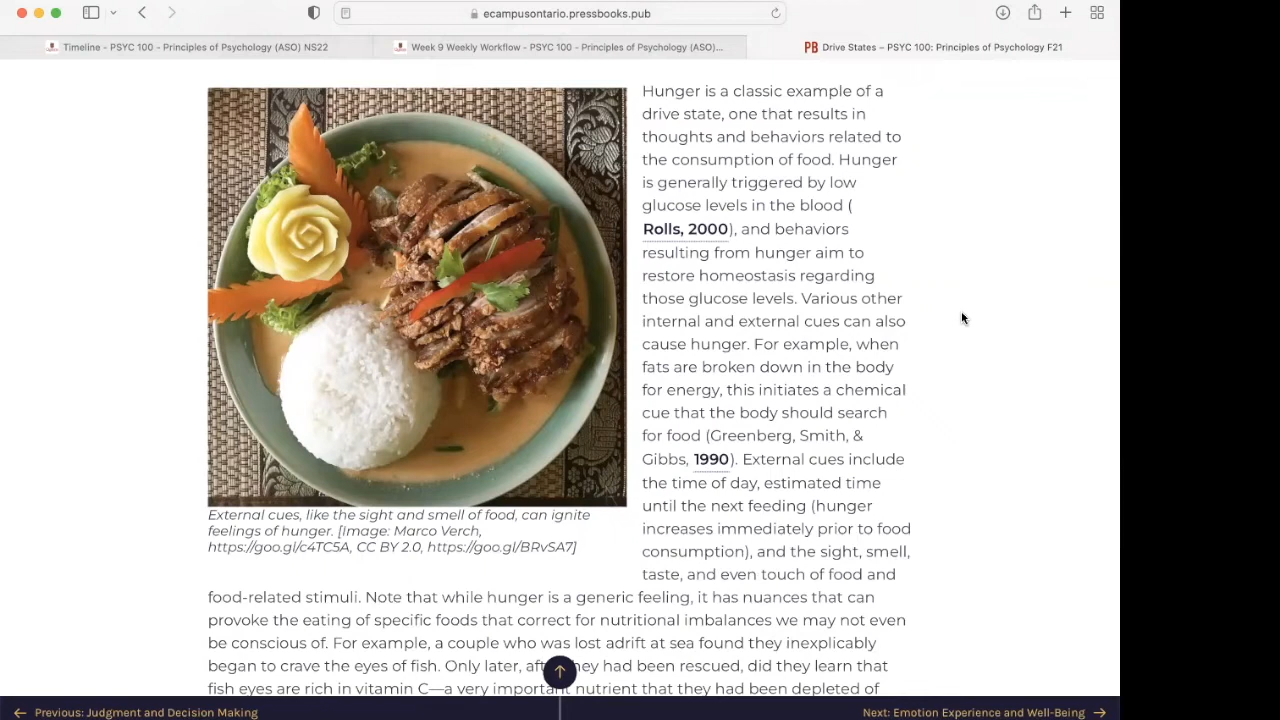 ecampusontario.pressbooks.pub
Timeline - PSYC 100 - Principles of Psychology (ASO) NS22
Week 9 Weekly Workflow - PSYC 100 - Principles of Psychology (ASO)...
PB Drive States – PSYC 100: Principles of Psychology F21
Hunger is a classic example of a
drive state, one that results in
thoughts and behaviors related to
the consumption of food. Hunger
is generally triggered by low
glucose levels in the blood (
Rolls, 2000), and behaviors
resulting from hunger aim to
restore homeostasis regarding
those glucose levels. Various other
internal and external cues can also
cause hunger. For example, when
fats are broken down in the body
for energy, this initiates a chemical
cue that the body should search
for food (Greenberg, Smith, &
Gibbs, 1990). External cues include
the time of day, estimated time
until the next feeding (hunger
increases immediately prior to food
consumption), and the sight, smell,
taste, and even touch of food and
External cues, like the sight and smell of food, can ignite
feelings of hunger. [Image: Marco Verch,
https://goo.gl/c4TC5A, CC BY 2.0, https://goo.gl/BRvSA7]
food-related stimuli. Note that while hunger is a generic feeling, it has nuances that can
provoke the eating of specific foods that correct for nutritional imbalances we may not even
be conscious of. For example, a couple who was lost adrift at sea found they inexplicably
began to crave the eyes of fish. Only later, after they had been rescued, did they learn that
fish eyes are rich in vitamin C—a very important nutrient that they had been depleted of
← Previous: Judgment and Decision Making
Next: Emotion Experience and Well-Being →